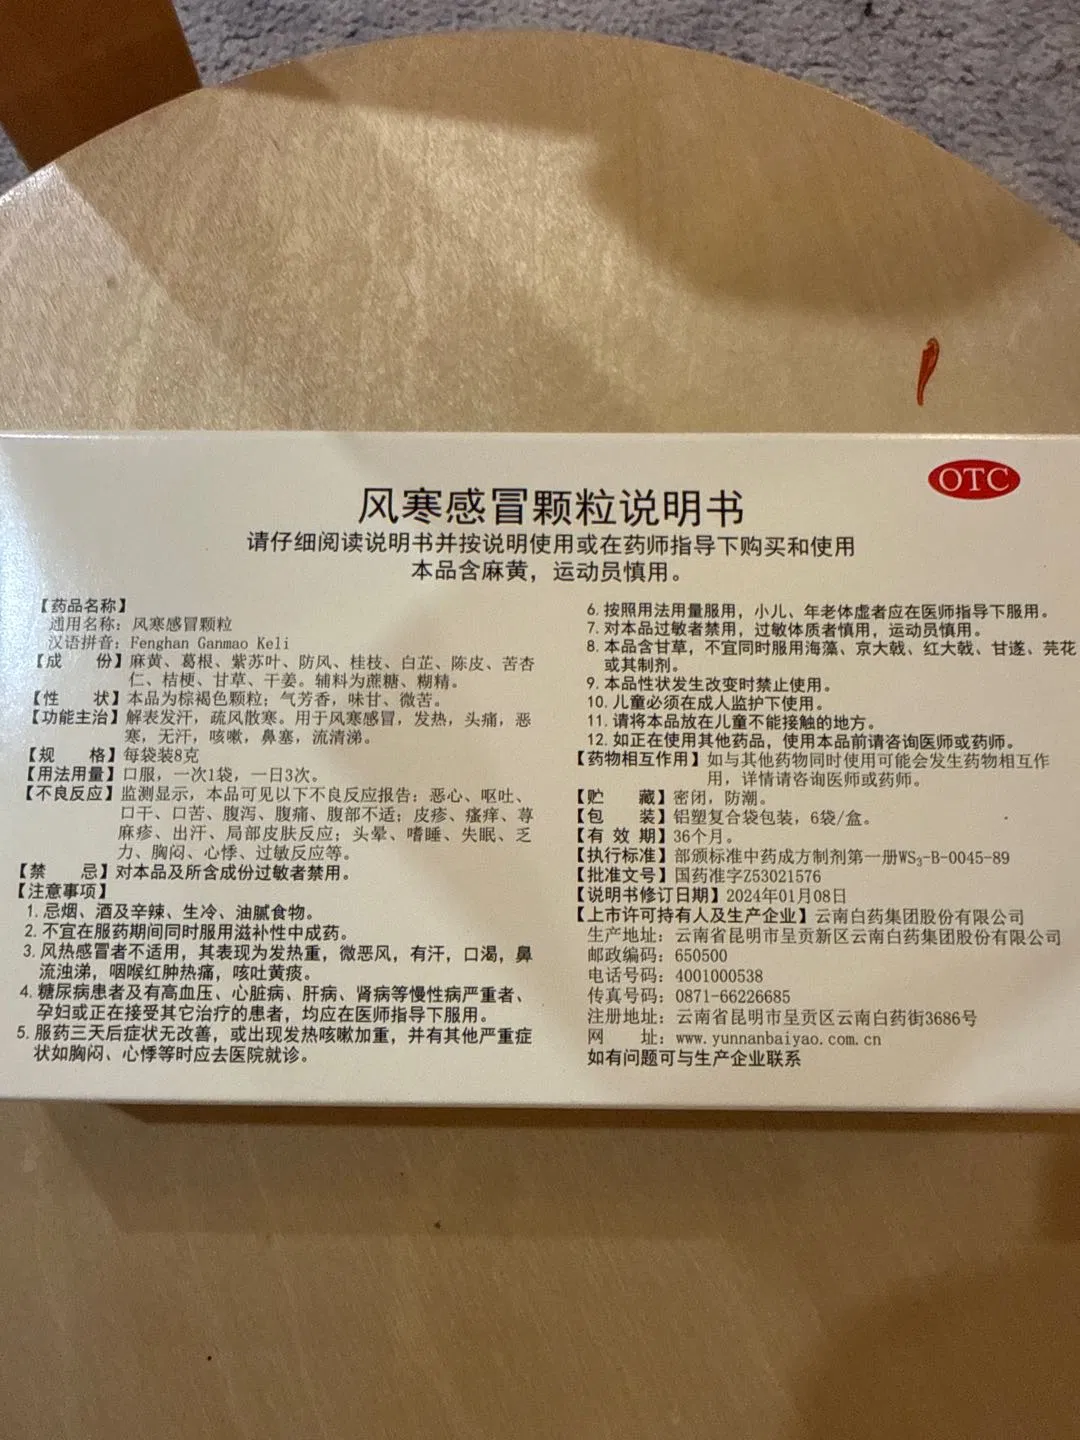 OTC
风寒感冒颗粒说明书
请仔细阅读说明书并按说明使用或在药师指导下购买和使用
本品含麻黄，运动员慎用。
【药品名称】
通用名称：风寒感冒颗粒
汉语拼音：Fenghan Ganmao Keli
【成　　份】麻黄、葛根、紫苏叶、防风、桂枝、白芷、陈皮、苦杏
仁、桔梗、甘草、干姜。辅料为蔗糖、糊精。
【性　　状】本品为棕褐色颗粒；气芳香，味甘、微苦。
【功能主治】解表发汗，疏风散寒。用于风寒感冒，发热，头痛，恶
寒，无汗，咳嗽，鼻塞，流清涕。
【规　　格】每袋装8克
【用法用量】口服，一次1袋，一日3次。
【不良反应】监测显示，本品可见以下不良反应报告：恶心、呕吐、
口干、口苦、腹泻、腹痛、腹部不适；皮疹、瘙痒、荨
麻疹、出汗、局部皮肤反应；头晕、嗜睡、失眠、乏
力、胸闷、心悸、过敏反应等。
【禁　　忌】对本品及所含成份过敏者禁用。
【注意事项】
1. 忌烟、酒及辛辣、生冷、油腻食物。
2. 不宜在服药期间同时服用滋补性中成药。
3. 风热感冒者不适用，其表现为发热重，微恶风，有汗，口渴，鼻
流浊涕，咽喉红肿热痛，咳吐黄痰。
4. 糖尿病患者及有高血压、心脏病、肝病、肾病等慢性病严重者、
孕妇或正在接受其它治疗的患者，均应在医师指导下服用。
5. 服药三天后症状无改善，或出现发热咳嗽加重，并有其他严重症
状如胸闷、心悸等时应去医院就诊。
6. 按照用法用量服用，小儿、年老体虚者应在医师指导下服用。
7. 对本品过敏者禁用，过敏体质者慎用，运动员慎用。
8. 本品含甘草，不宜同时服用海藻、京大戟、红大戟、甘遂、芫花
或其制剂。
9. 本品性状发生改变时禁止使用。
10. 儿童必须在成人监护下使用。
11. 请将本品放在儿童不能接触的地方。
12. 如正在使用其他药品，使用本品前请咨询医师或药师。
【药物相互作用】如与其他药物同时使用可能会发生药物相互作
用，详情请咨询医师或药师。
【贮　　藏】密闭，防潮。
【包　　装】铝塑复合袋包装，6袋/盒。
【有 效 期】36个月。
【执行标准】部颁标准中药成方制剂第一册WS₃-B-0045-89
【批准文号】国药准字Z53021576
【说明书修订日期】2024年01月08日
【上市许可持有人及生产企业】云南白药集团股份有限公司
生产地址：云南省昆明市呈贡新区云南白药集团股份有限公司
邮政编码：650500
电话号码：4001000538
传真号码：0871-66226685
注册地址：云南省昆明市呈贡区云南白药街3686号
网　　址：www.yunnanbaiyao.com.cn
如有问题可与生产企业联系